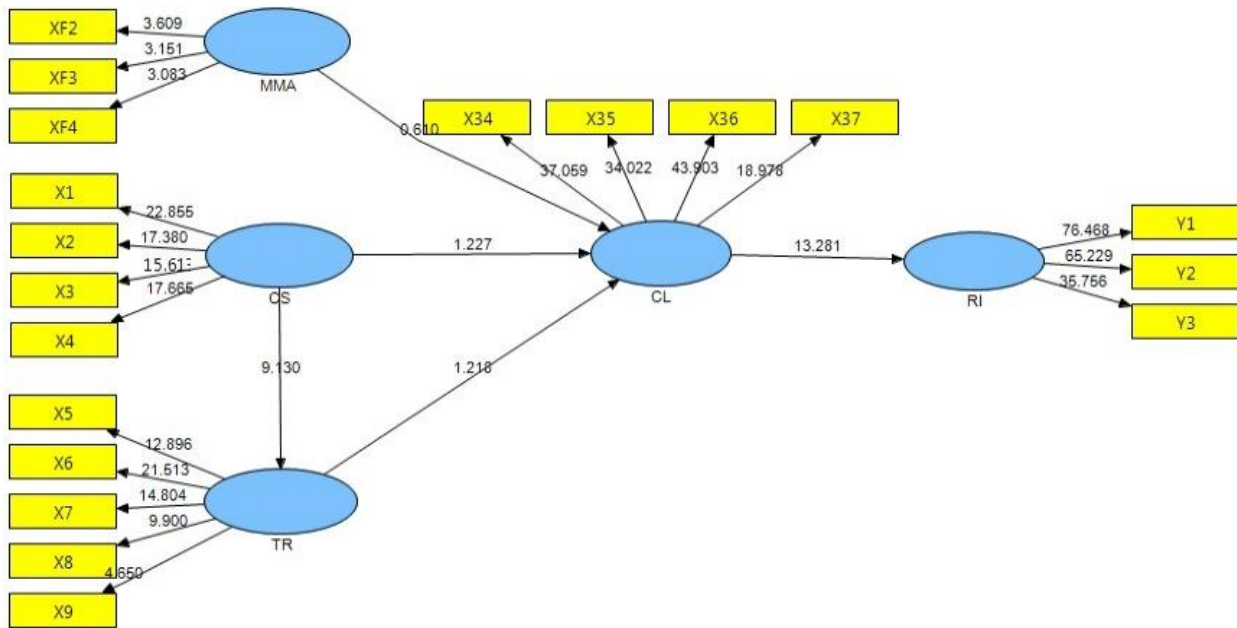 XF2
3.609
XF3
3.151
XF4
3.083
MMA
0.610
X34
X35
X36
X37
37.059
34.022
43.903
18.978
X1
22.855
X2
17.380
X3
15.613
X4
17.665
CS
1.227
CL
13.281
RI
Y1
76.468
Y2
65.229
Y3
35.756
9.130
1.218
X5
12.896
X6
21.513
X7
14.804
X8
9.900
X9
4.650
TR